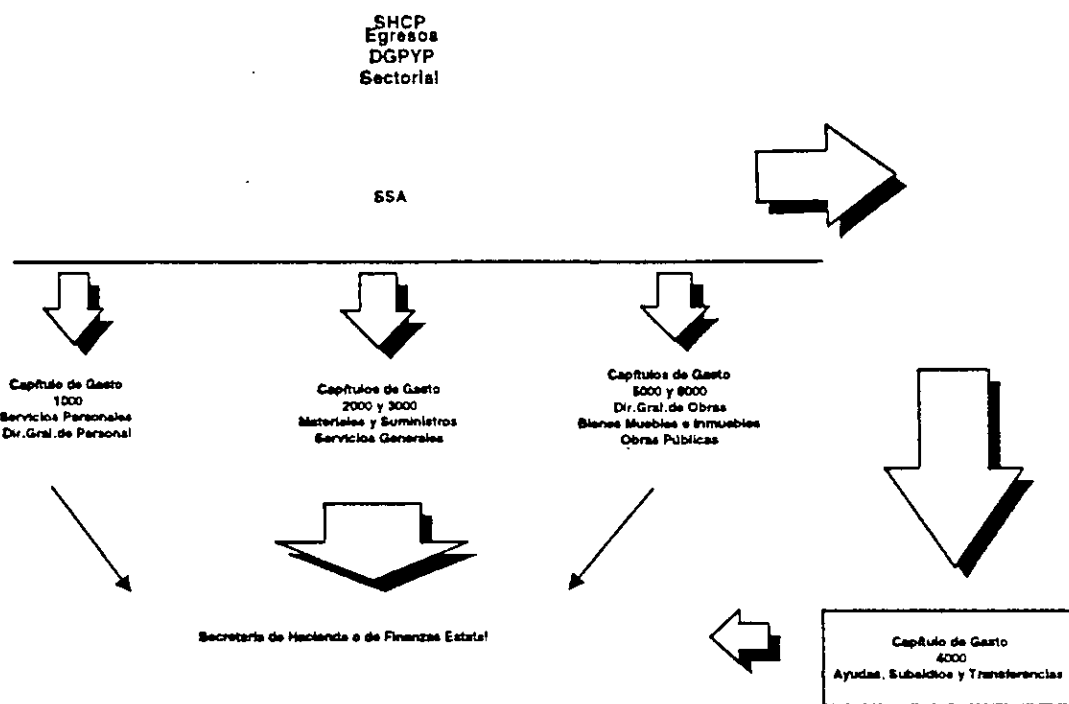 SHCP
Egresos
DGPYP
Sectorial
SSA
Capítulo de Gasto
1000
Servicios Personales
Dir.Gral.de Personal
Capítulos de Gasto
2000 y 3000
Materiales y Suministros
Servicios Generales
Capítulos de Gasto
5000 y 6000
Dir.Gral.de Obras
Bienes Muebles e Inmuebles
Obras Públicas
Secretaría de Hacienda o de Finanzas Estatal
Capítulo de Gasto
4000
Ayudas, Subsidios y Transferencias